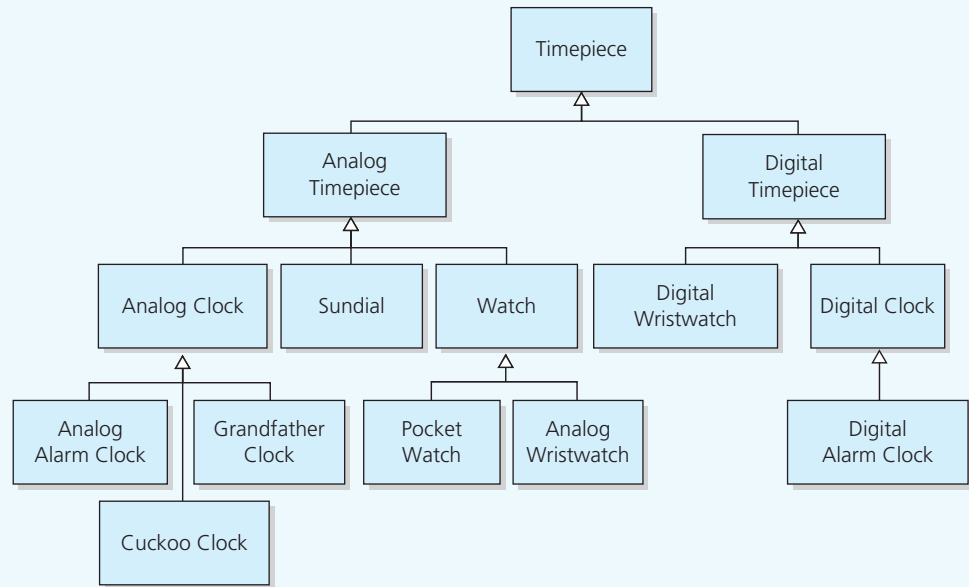 Timepiece
Analog
Timepiece
Digital
Timepiece
Analog Clock
Sundial
Watch
Digital
Wristwatch
Digital Clock
Analog
Alarm Clock
Grandfather
Clock
Pocket
Watch
Analog
Wristwatch
Digital
Alarm Clock
Cuckoo Clock